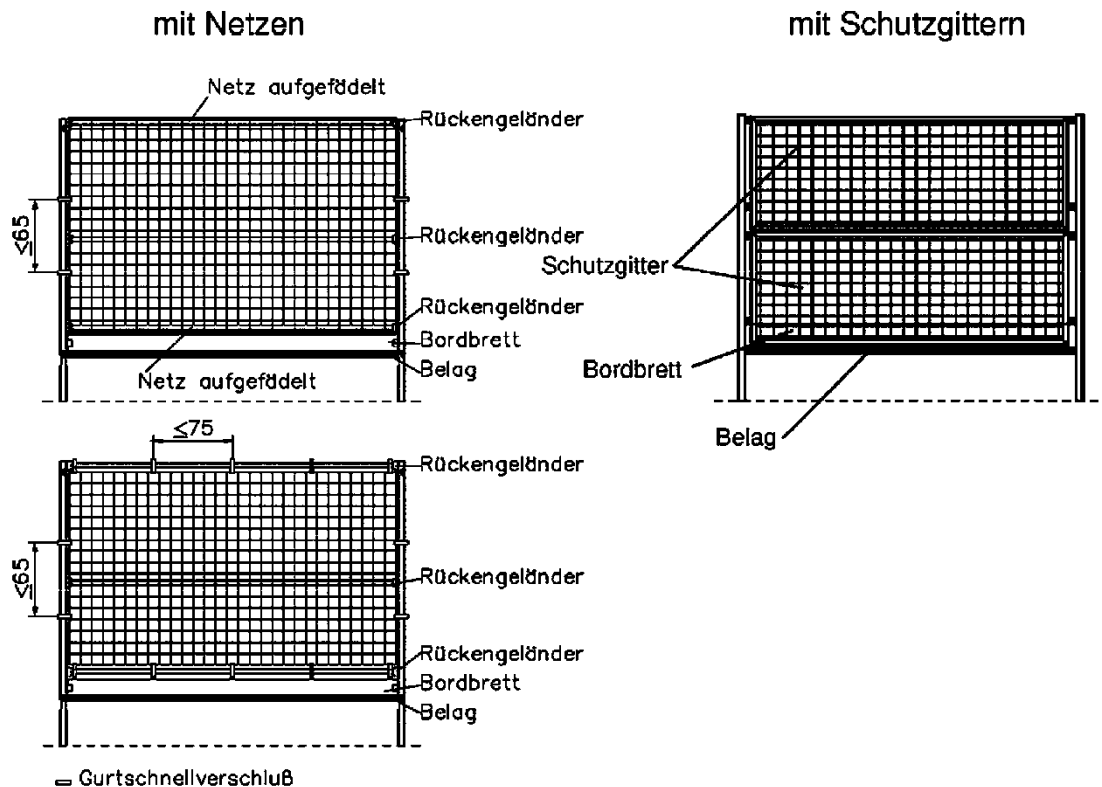 mit Netzen
mit Schutzgittern
Netz aufgefädelt
Rückengeländer
≤65
Rückengeländer
Rückengeländer
Bordbrett
Belag
Netz aufgefädelt
Schutzgitter
Bordbrett
Belag
≤75
Rückengeländer
≤65
Rückengeländer
Rückengeländer
Bordbrett
Belag
Gurtschnellverschluß